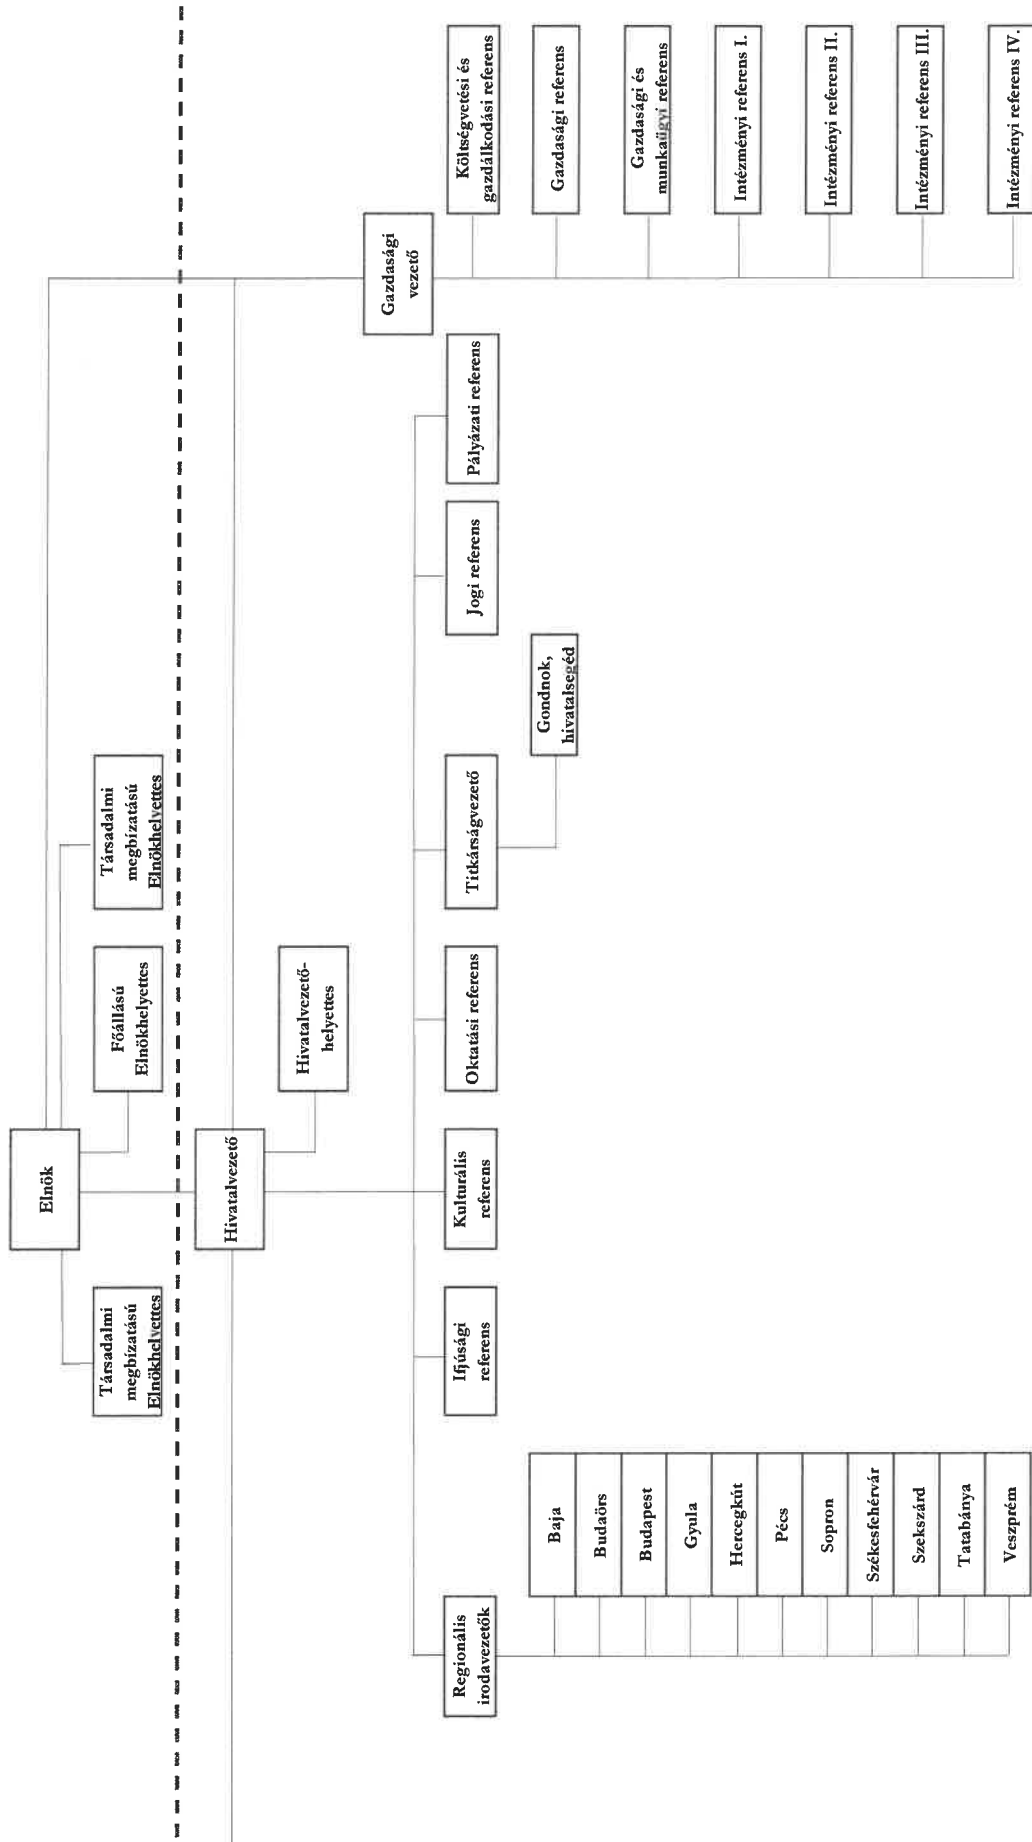 Elnök
Társadalmi
megbízatású
Elnökhelyettes
Főállású
Elnökhelyettes
Társadalmi
megbízatású
Elnökhelyettes
Hivatalvezető
Hivatalvezető-
helyettes
Gazdasági
vezető
Regionális
irodavezetők
Ifjúsági
referens
Kulturális
referens
Oktatási referens
Titkárságvezető
Jogi referens
Pályázati referens
Költségvetési és
gazdálkodási referens
Gondnok,
hivatalsegéd
Gazdasági referens
Gazdasági és
munkaügyi referens
Intézményi referens I.
Intézményi referens II.
Intézményi referens III.
Intézményi referens IV.
Baja
Budaörs
Budapest
Gyula
Hercegkút
Pécs
Sopron
Székesfehérvár
Szekszárd
Tatabánya
Veszprém